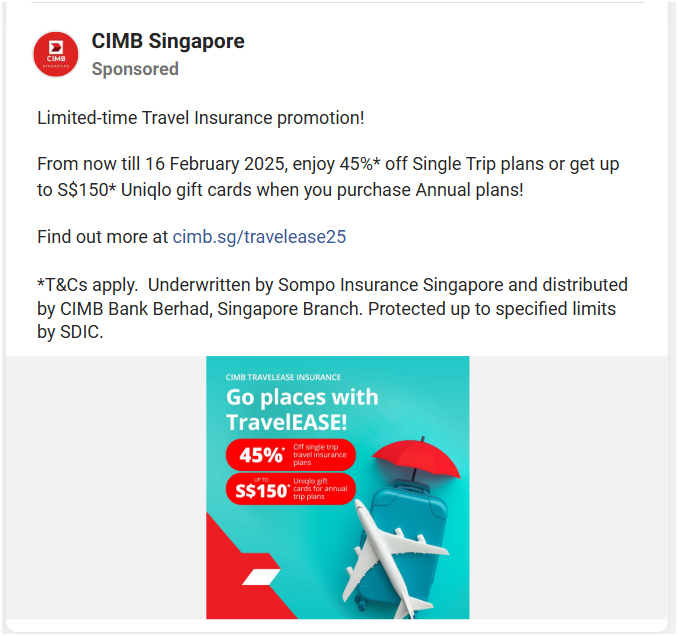 CIMB
SINGAPORE
CIMB Singapore
Sponsored
Limited-time Travel Insurance promotion!
From now till 16 February 2025, enjoy 45%* off Single Trip plans or get up
to S$150* Uniqlo gift cards when you purchase Annual plans!
Find out more at cimb.sg/travelease25
*T&Cs apply.  Underwritten by Sompo Insurance Singapore and distributed
by CIMB Bank Berhad, Singapore Branch. Protected up to specified limits
by SDIC.
CIMB TRAVELEASE INSURANCE
Go places with
TravelEASE!
45%*
Off single trip
travel insurance
plans
UP TO
S$150*
Uniqlo gift
cards for annual
trip plans